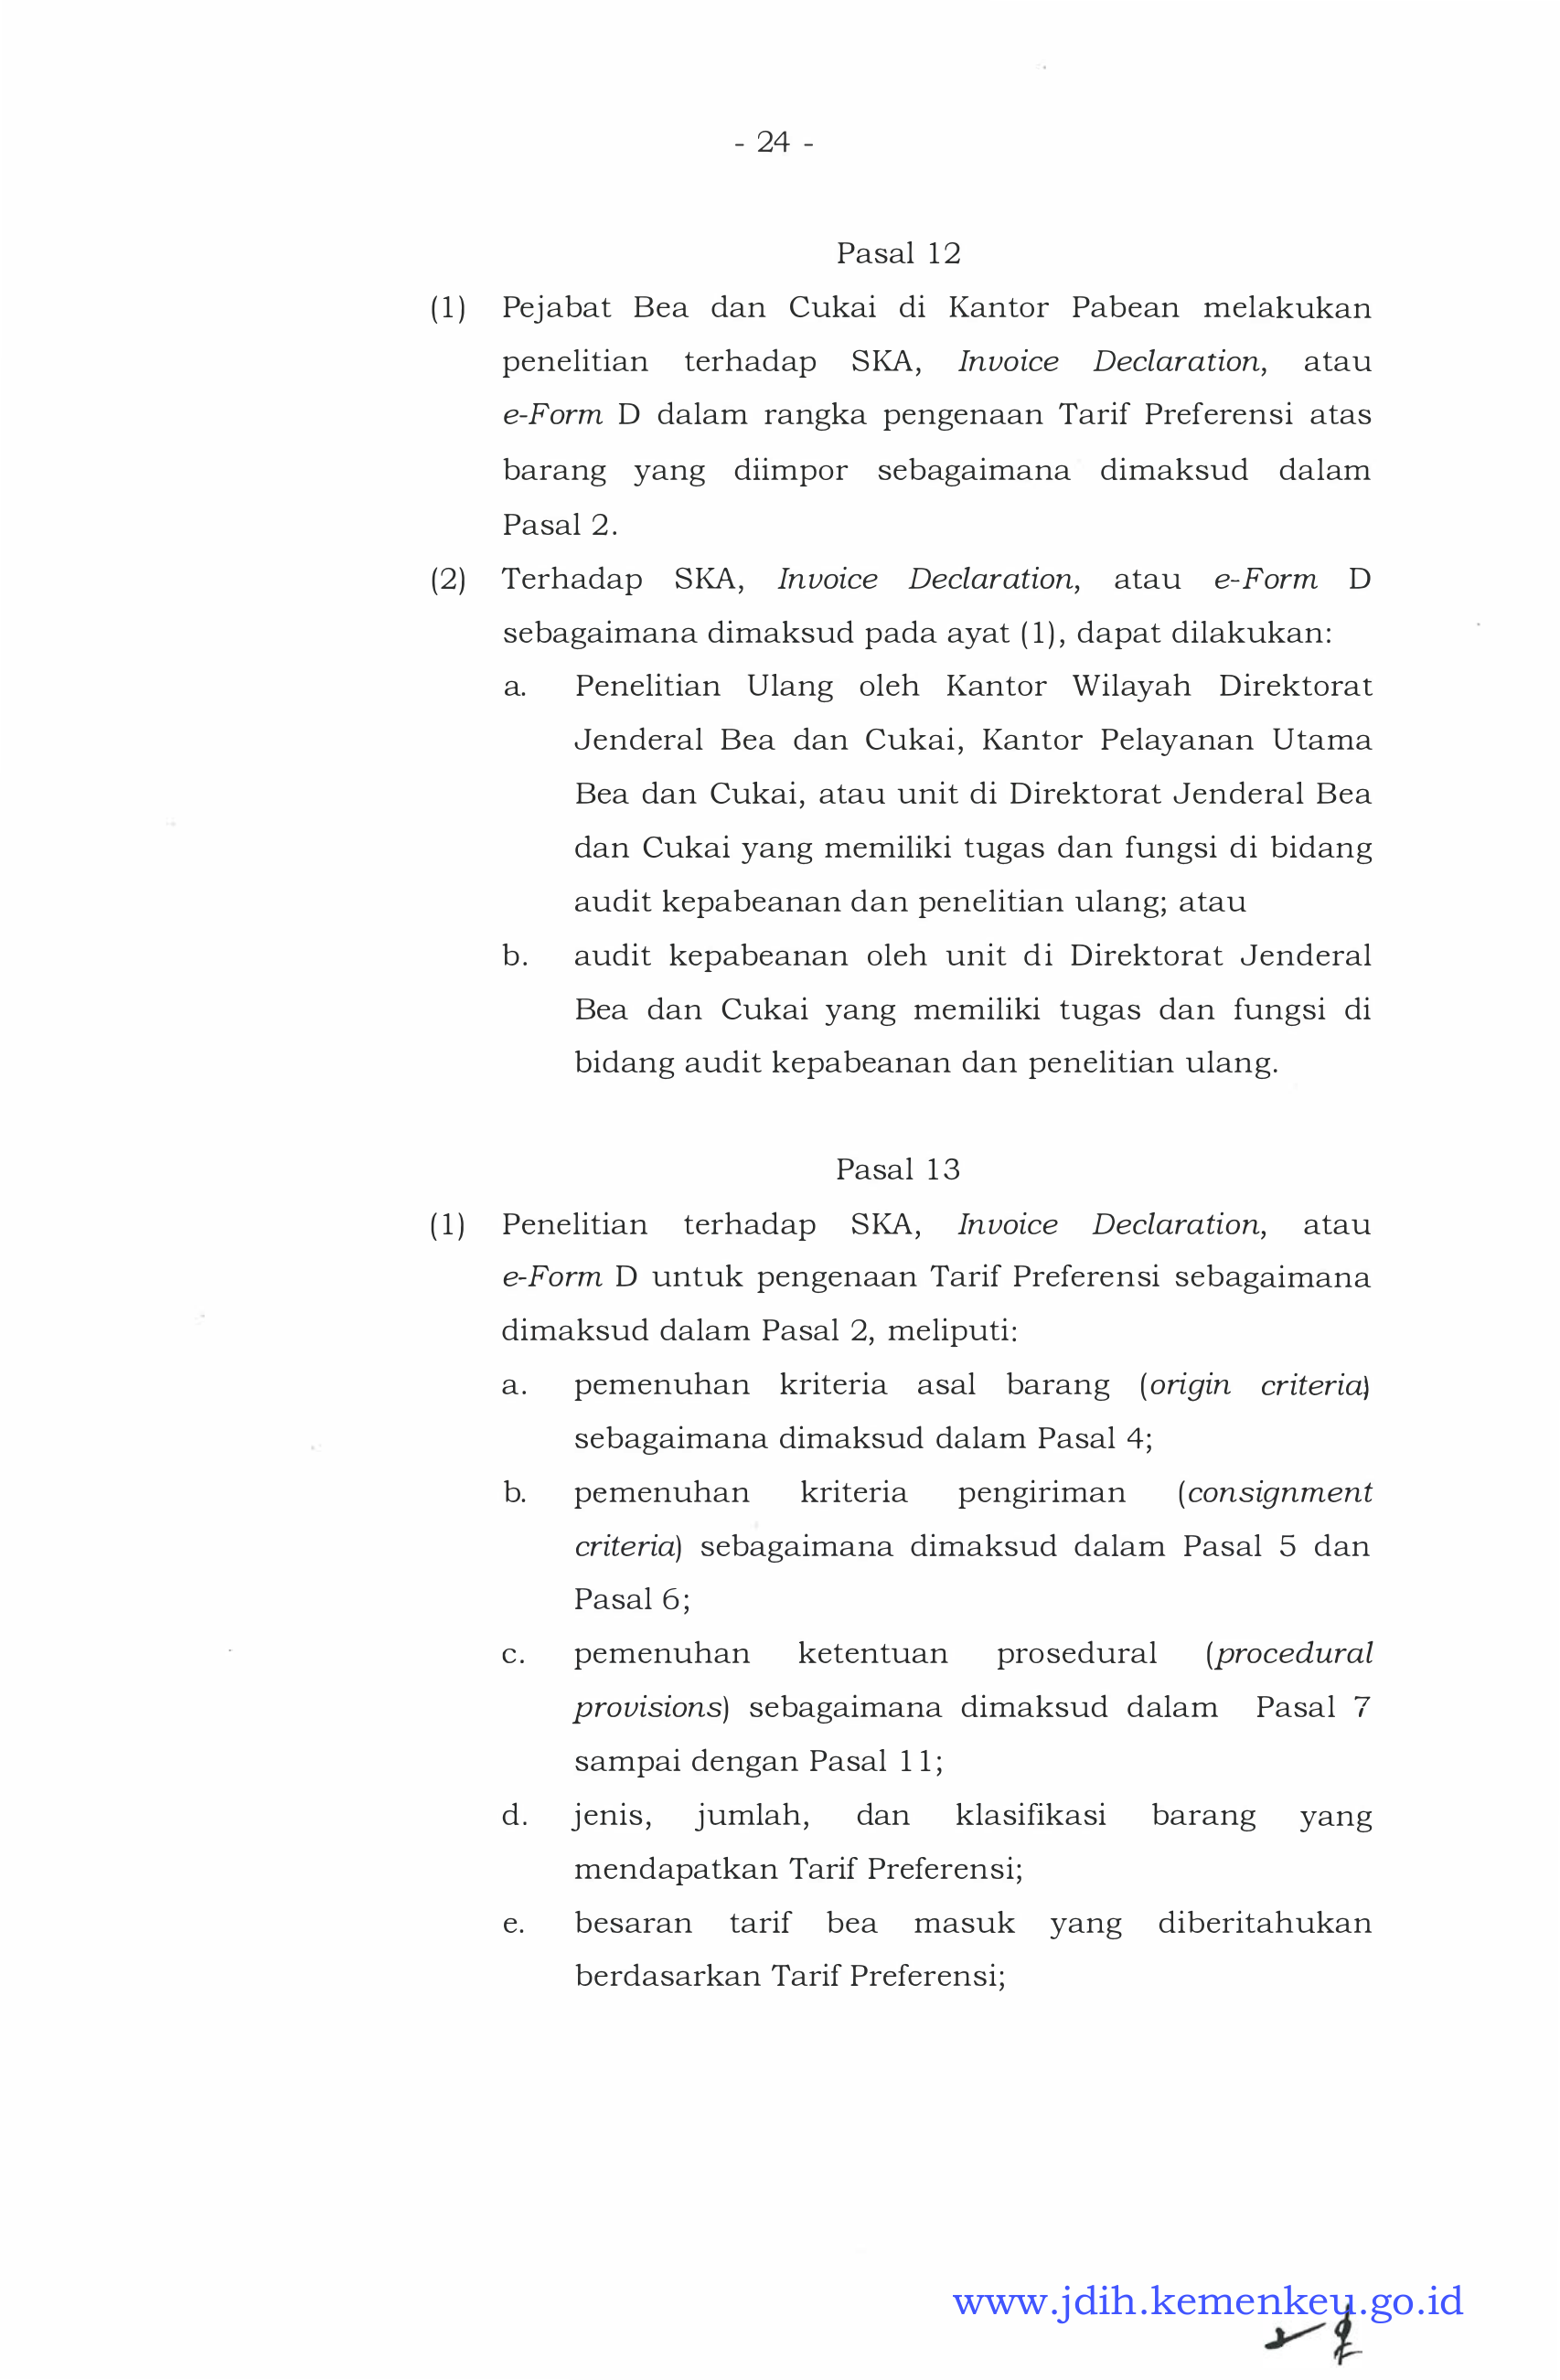 - 24 -
Pasal 12
(1) Pejabat Bea dan Cukai di Kantor Pabean melakukan
penelitian terhadap SKA, Invoice Declaration, atau
e-Form D dalam rangka pengenaan Tarif Preferensi atas
barang yang diimpor sebagaimana dimaksud dalam
Pasal 2.
(2) Terhadap SKA, Invoice Declaration, atau e-Form D
sebagaimana dimaksud pada ayat (1), dapat dilakukan:
a. Penelitian Ulang oleh Kantor Wilayah Direktorat
Jenderal Bea dan Cukai, Kantor Pelayanan Utama
Bea dan Cukai, atau unit di Direktorat Jenderal Bea
dan Cukai yang memiliki tugas dan fungsi di bidang
audit kepabeanan dan penelitian ulang; atau
b. audit kepabeanan oleh unit di Direktorat Jenderal
Bea dan Cukai yang memiliki tugas dan fungsi di
bidang audit kepabeanan dan penelitian ulang.
Pasal 13
(1) Penelitian terhadap SKA, Invoice Declaration, atau
e-Form D untuk pengenaan Tarif Preferensi sebagaimana
dimaksud dalam Pasal 2, meliputi:
a. pemenuhan kriteria asal barang (origin criteria)
sebagaimana dimaksud dalam Pasal 4;
b. pemenuhan kriteria pengiriman (consignment
criteria) sebagaimana dimaksud dalam Pasal 5 dan
Pasal 6;
c. pemenuhan ketentuan prosedural (procedural
provisions) sebagaimana dimaksud dalam Pasal 7
sampai dengan Pasal 11;
d. jenis, jumlah, dan klasifikasi barang yang
mendapatkan Tarif Preferensi;
e. besaran tarif bea masuk yang diberitahukan
berdasarkan Tarif Preferensi;
www.jdih.kemenkeu.go.id